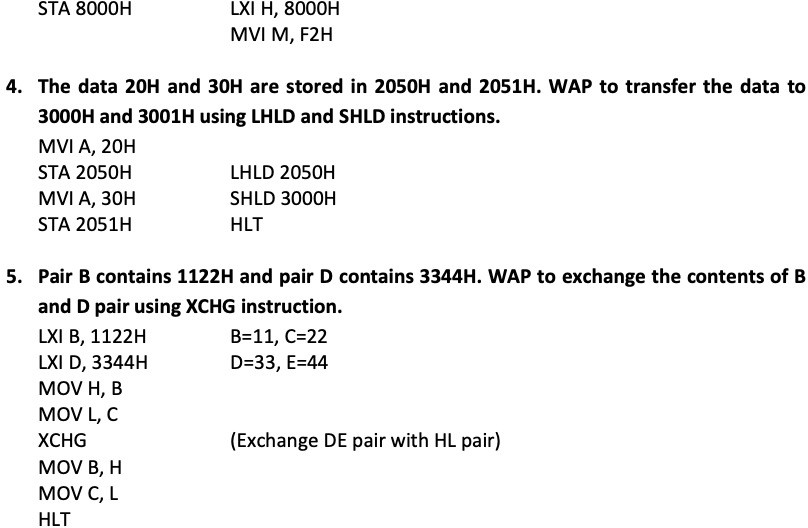 STA 8000H LXI H, 8000H
MVI M, F2H
4. The data 20H and 30H are stored in 2050H and 2051H. WAP to transfer the data to
3000H and 3001H using LHLD and SHLD instructions.
MVI A, 20H
STA 2050H LHLD 2050H
MVI A, 30H SHLD 3000H
STA 2051H HLT
5. Pair B contains 1122H and pair D contains 3344H. WAP to exchange the contents of B
and D pair using XCHG instruction.
LXI B, 1122H B=11, C=22
LXI D, 3344H D=33, E=44
MOV H, B
MOV L, C
XCHG (Exchange DE pair with HL pair)
MOV B, H
MOV C, L
HLT